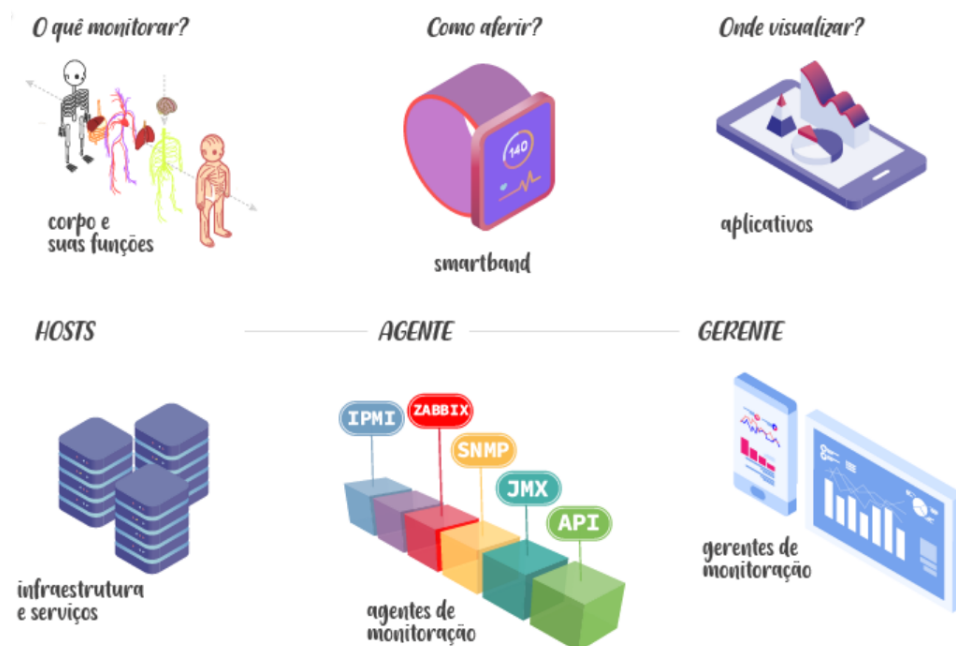 O quê monitorar?
Como aferir?
Onde visualizar?
140
corpo e
suas funções
smartband
aplicativos
HOSTS
AGENTE
GERENTE
IPMI
ZABBIX
SNMP
JMX
API
infraestrutura
e serviços
agentes de
monitoração
gerentes de
monitoração